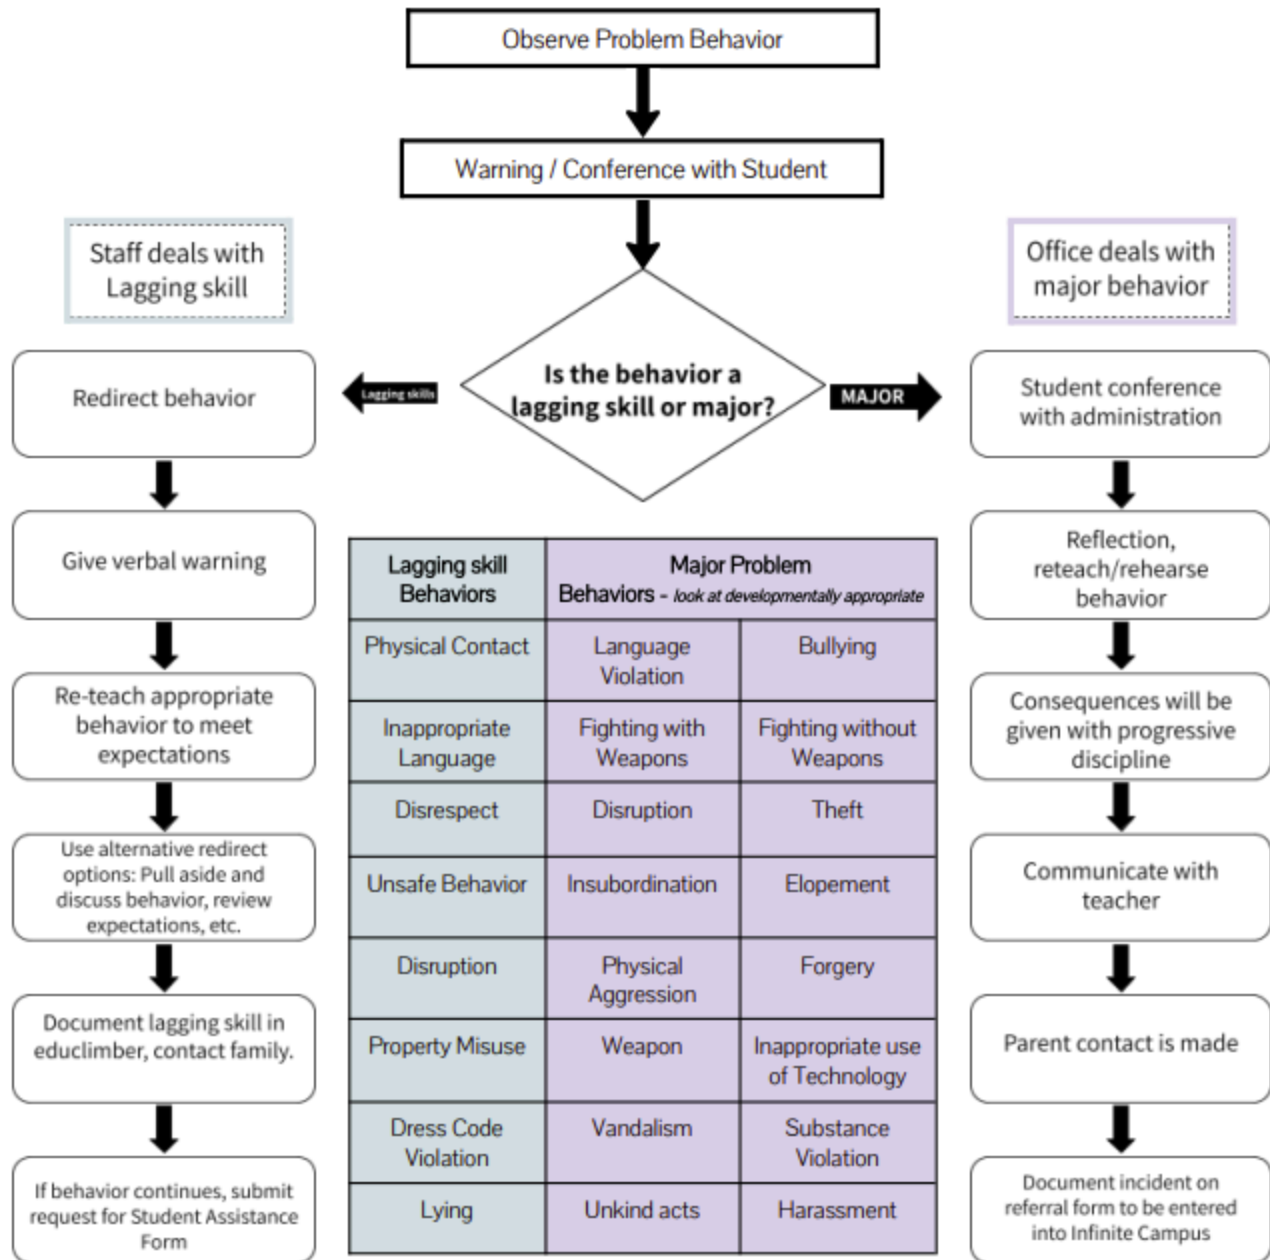 Observe Problem Behavior
Warning / Conference with Student
Staff deals with
Lagging skill
Office deals with
major behavior
Is the behavior a
lagging skill or major?
Lagging skills
MAJOR
Redirect behavior
Give verbal warning
Re-teach appropriate
behavior to meet
expectations
Use alternative redirect
options: Pull aside and
discuss behavior, review
expectations, etc.
Document lagging skill in
educlimber, contact family.
If behavior continues, submit
request for Student Assistance
Form
Lagging skill
Behaviors
Major Problem
Behaviors - look at developmentally appropriate
Physical Contact
Language
Violation
Bullying
Inappropriate
Language
Fighting with
Weapons
Fighting without
Weapons
Disrespect
Disruption
Theft
Unsafe Behavior
Insubordination
Elopement
Disruption
Physical
Aggression
Forgery
Property Misuse
Weapon
Inappropriate use
of Technology
Dress Code
Violation
Vandalism
Substance
Violation
Lying
Unkind acts
Harassment
Student conference
with administration
Reflection,
reteach/rehearse
behavior
Consequences will be
given with progressive
discipline
Communicate with
teacher
Parent contact is made
Document incident on
referral form to be entered
into Infinite Campus